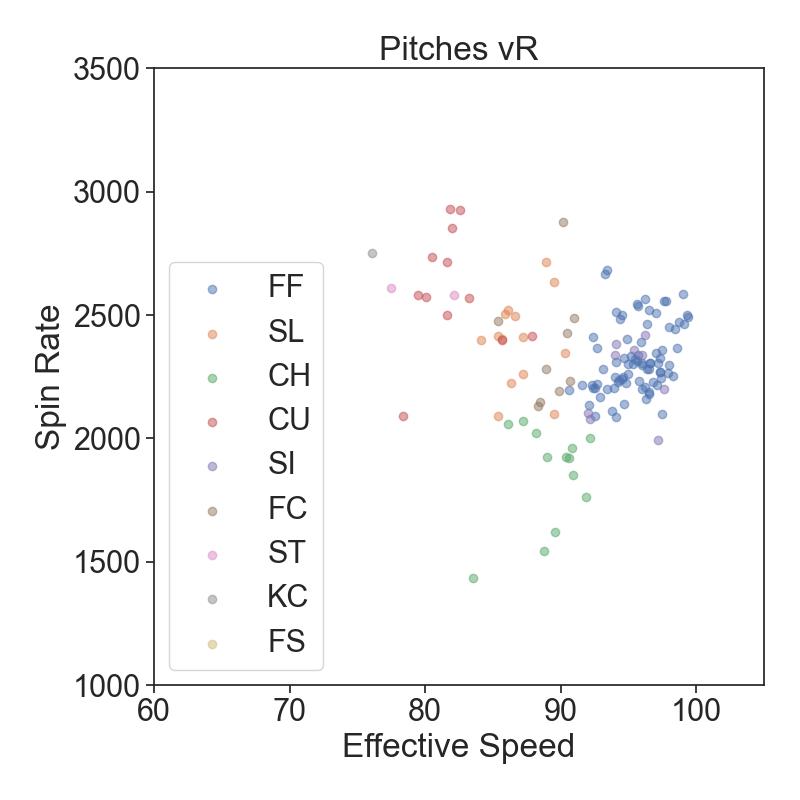 Pitches vR
3500
3000
2500
2000
1500
1000
Spin Rate
FF
SL
CH
CU
SI
FC
ST
KC
FS
60 70 80 90 100
Effective Speed